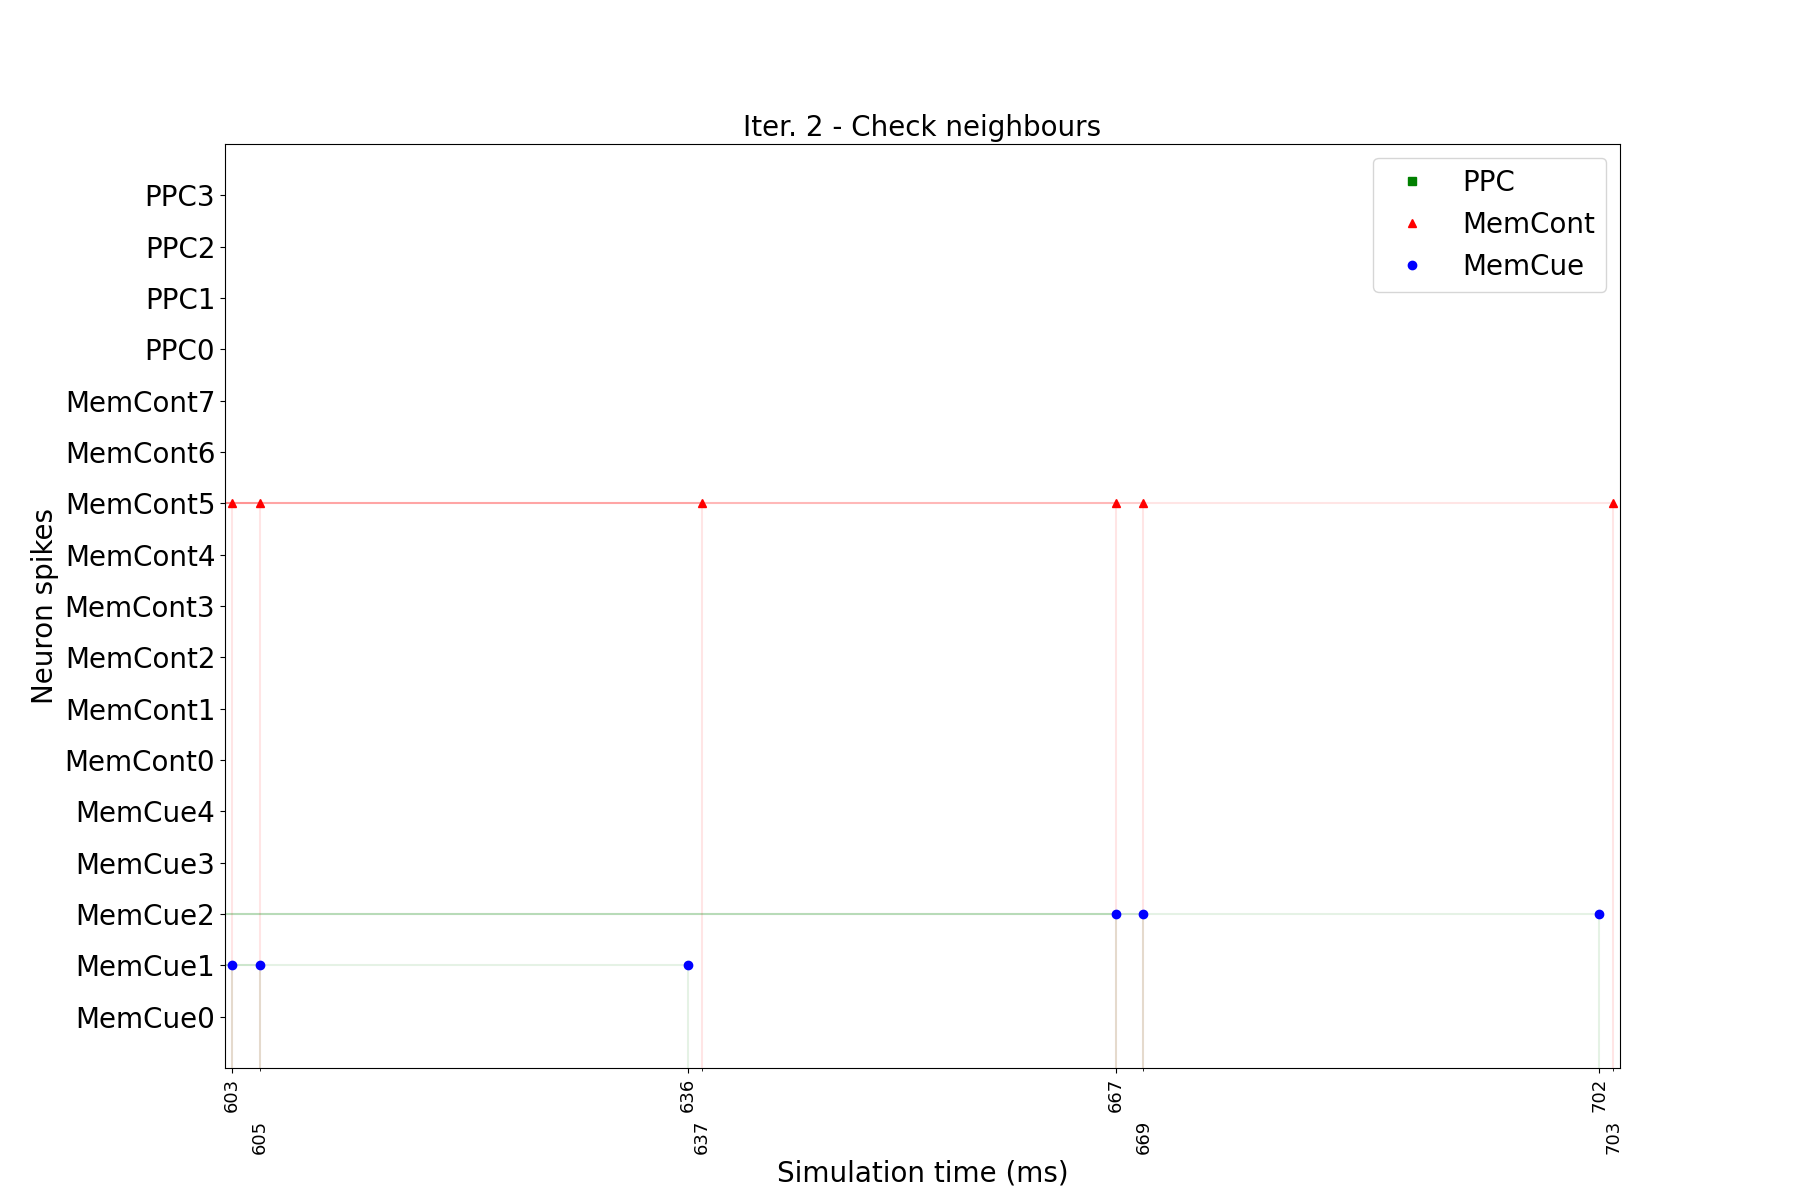 Iter. 2 - Check neighbours
PPC
MemCont
MemCue
PPC3
PPC2
PPC1
PPC0
MemCont7
MemCont6
MemCont5
MemCont4
MemCont3
MemCont2
MemCont1
MemCont0
MemCue4
MemCue3
MemCue2
MemCue1
MemCue0
Neuron spikes
603
605
636
637
667
669
702
703
Simulation time (ms)